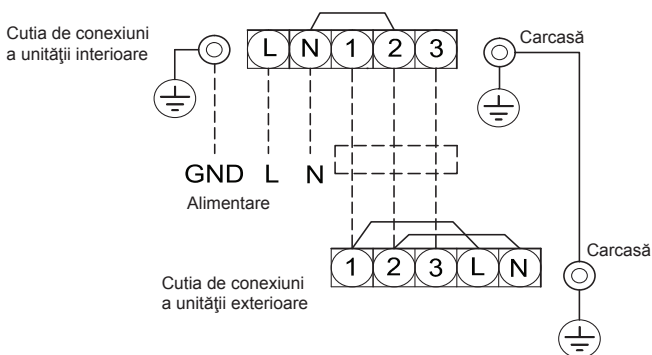 Cutia de conexiuni
a unităţii interioare
L N 1 2 3
Carcasă
GND L N
Alimentare
1 2 3 L N
Carcasă
Cutia de conexiuni
a unităţii exterioare